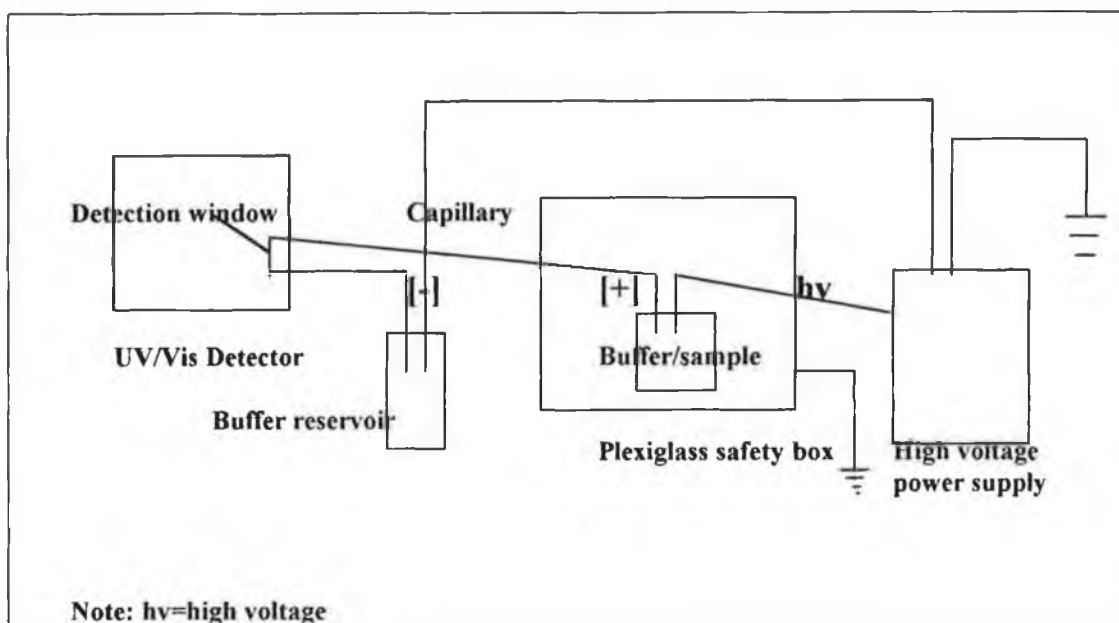 Detection window
Capillary
[-]
[+]
hv
Buffer/sample
UV/Vis Detector
Buffer reservoir
Plexiglass safety box
High voltage
power supply
Note: hv=high voltage